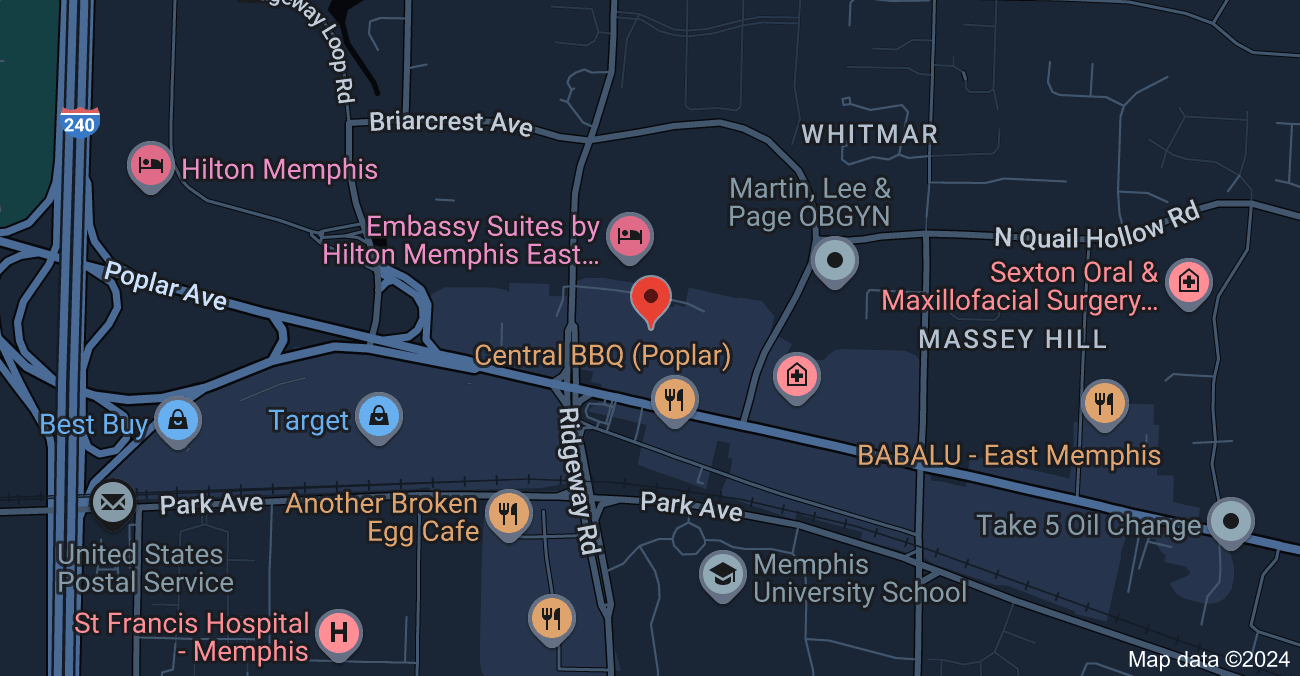 Ridgeway Loop Rd
240
Briarcrest Ave
WHITMAR
Hilton Memphis
Martin, Lee &
Page OBGYN
Embassy Suites by
Hilton Memphis East...
N Quail Hollow Rd
Sexton Oral &
Maxillofacial Surgery...
Poplar Ave
MASSEY HILL
Central BBQ (Poplar)
Best Buy
Target
Ridgeway Rd
BABALU - East Memphis
Park Ave
Another Broken
Egg Cafe
Park Ave
Take 5 Oil Change
United States
Postal Service
Memphis
University School
St Francis Hospital
- Memphis
H
Map data ©2024